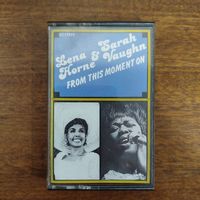 Lena & Sarah
Horne Vaughn
FROM THIS MOMENT ON